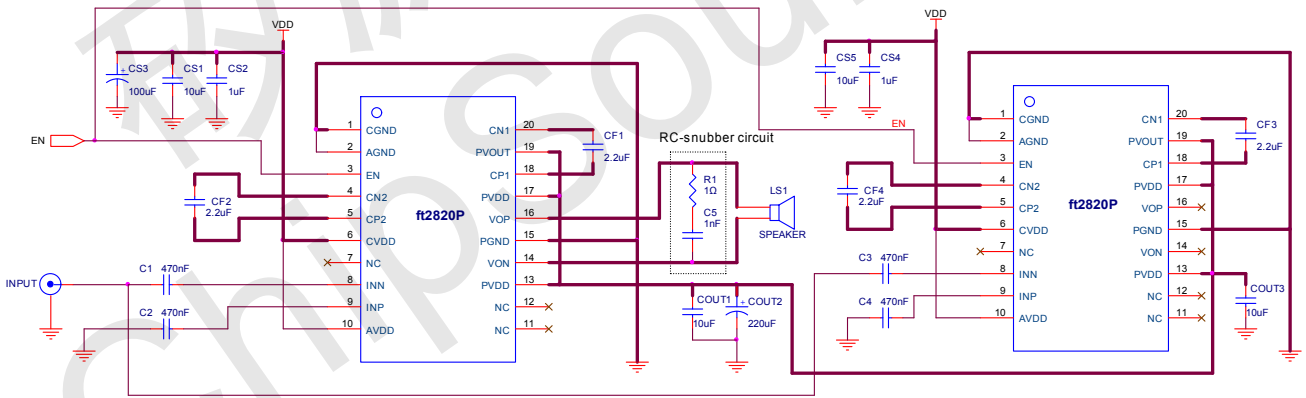 VDD
CS3
100uF
CS1
10uF
CS2
1uF
EN
1 CGND
2 AGND
3 EN
4 CN2
5 CP2
6 CVDD
7 NC
8 INN
9 INP
10 AVDD
ft2820P
CN1 20
PVOUT 19
CP1 18
PVDD 17
VOP 16
PGND 15
VON 14
PVDD 13
NC 12
NC 11
CF2
2.2uF
INPUT
C1 470nF
C2 470nF
CF1
2.2uF
RC-snubber circuit
R1
1Ω
C5
1nF
LS1
SPEAKER
COUT1
10uF
COUT2
220uF
VDD
CS5
10uF
CS4
1uF
EN
CF4
2.2uF
C3 470nF
C4 470nF
1 CGND
2 AGND
3 EN
4 CN2
5 CP2
6 CVDD
7 NC
8 INN
9 INP
10 AVDD
ft2820P
CN1 20
PVOUT 19
CP1 18
PVDD 17
VOP 16
PGND 15
VON 14
PVDD 13
NC 12
NC 11
CF3
2.2uF
COUT3
10uF
ChipSour